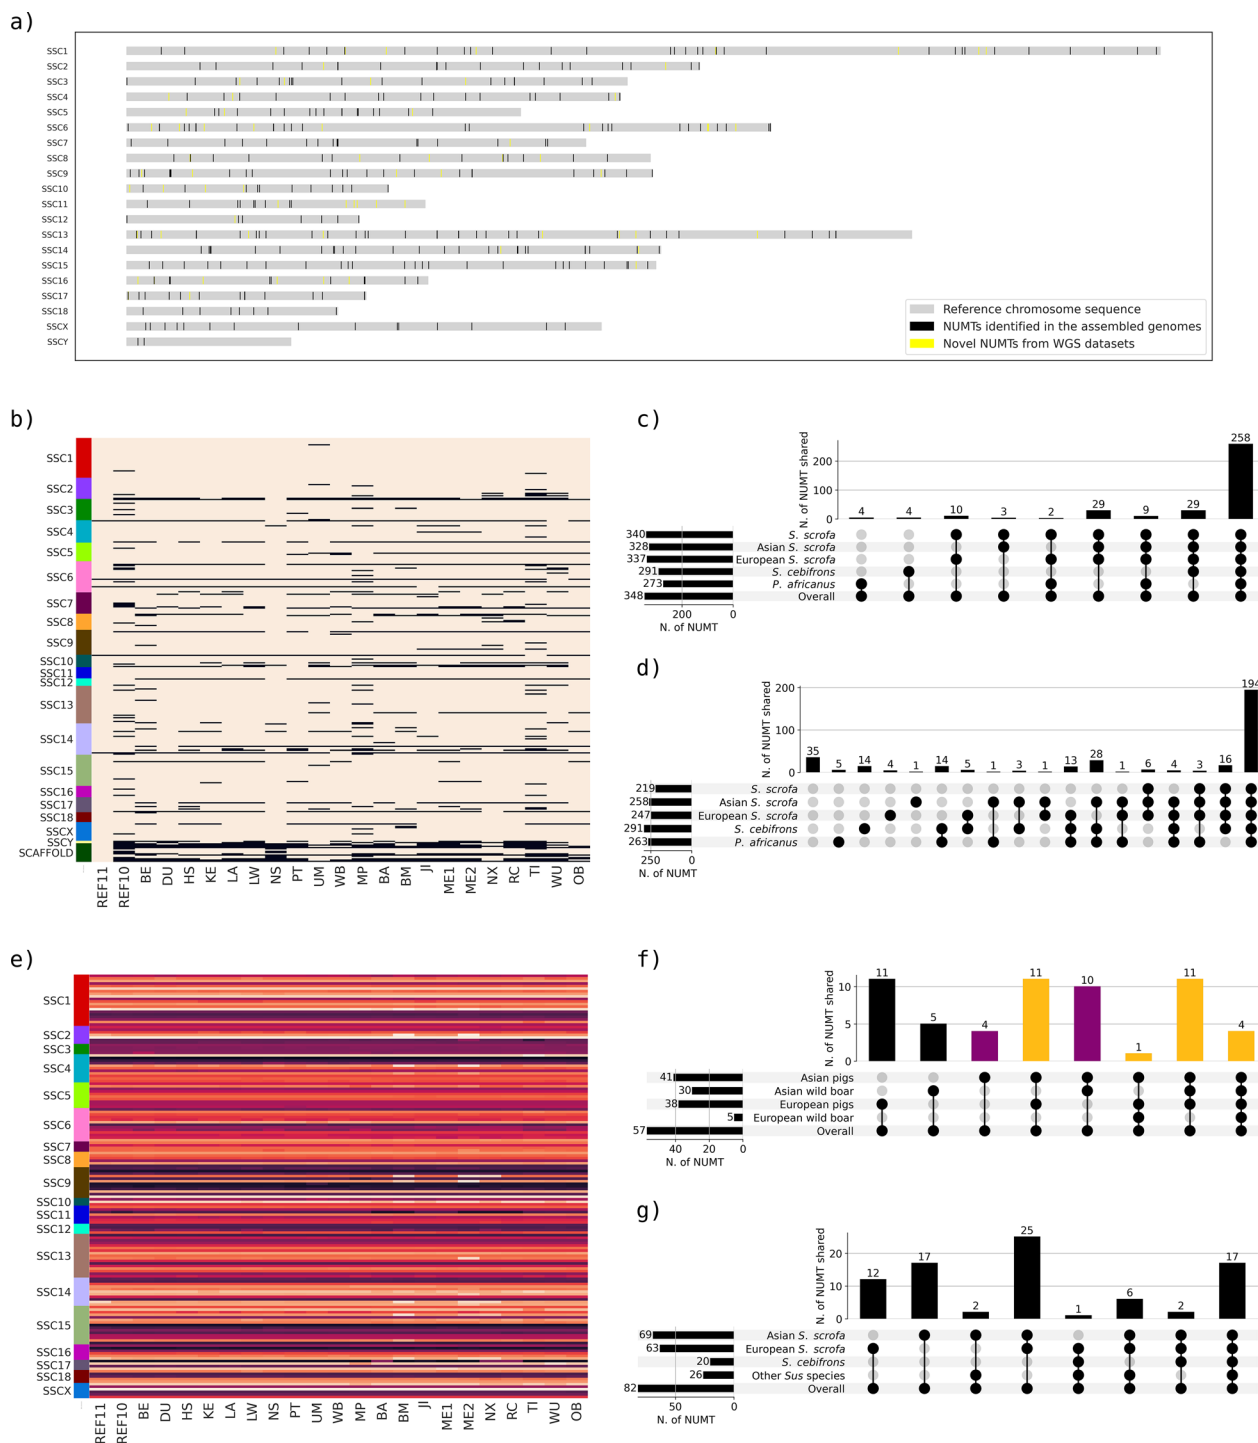 a)
SSC1
SSC2
SSC3
SSC4
SSC5
SSC6
SSC7
SSC8
SSC9
SSC10
SSC11
SSC12
SSC13
SSC14
SSC15
SSC16
SSC17
SSC18
SSCX
SSCY
Reference chromosome sequence
NUMTs identified in the assembled genomes
Novel NUMTs from WGS datasets
b)
SSC1
SSC2
SSC3
SSC4
SSC5
SSC6
SSC7
SSC8
SSC9
SSC10
SSC11
SSC12
SSC13
SSC14
SSC15
SSC16
SSC17
SSC18
SSCX
SSCY
SCAFFOLD
REF11 REF10 BE DU HS KE LA LW NS PT UM WB MP BA BM JI ME1 ME2 NX RC TI WU OB
c)
N. of NUMT shared
200
100
0
4 4 10 3 2 29 9 29 258
340 S. scrofa
328 Asian S. scrofa
337 European S. scrofa
291 S. cebifrons
273 P. africanus
348 Overall
200 0
N. of NUMT
d)
N. of NUMT shared
200
100
0
35 5 14 4 1 14 5 1 3 1 13 28 1 6 4 3 16 194
219 S. scrofa
258 Asian S. scrofa
247 European S. scrofa
291 S. cebifrons
263 P. africanus
250 0
N. of NUMT
e)
SSC1
SSC2
SSC3
SSC4
SSC5
SSC6
SSC7
SSC8
SSC9
SSC10
SSC11
SSC12
SSC13
SSC14
SSC15
SSC16
SSC17
SSC18
SSCX
REF11 REF10 BE DU HS KE LA LW NS PT UM WB MP BA BM JI ME1 ME2 NX RC TI WU OB
f)
N. of NUMT shared
10
5
0
11 5 4 11 10 1 11 4
41 Asian pigs
30 Asian wild boar
38 European pigs
5 European wild boar
57 Overall
40 20 0
N. of NUMT
g)
N. of NUMT shared
20
10
0
12 17 2 25 1 6 2 17
69 Asian S. scrofa
63 European S. scrofa
20 S. cebifrons
26 Other Sus species
82 Overall
50 0
N. of NUMT